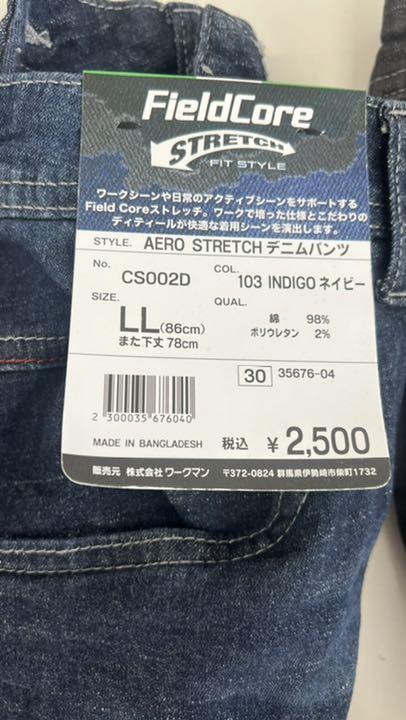 FieldCore
STRETCH
FIT STYLE
ワークシーンや日常のアクティブシーンをサポートする
Field Coreストレッチ。ワークで培った仕様とこだわりの
ディティールが快適な着用シーンを演出します。
STYLE. AERO STRETCH デニムパンツ
No. CS002D COL. 103 INDIGO ネイビー
SIZE. LL(86cm) QUAL. 綿 98%
また下丈 78cm ポリウレタン 2%
30 35676-04
2 300035 676040
MADE IN BANGLADESH 税込 ¥2,500
販売元 株式会社 ワークマン 〒372-0824 群馬県伊勢崎市柴町1732